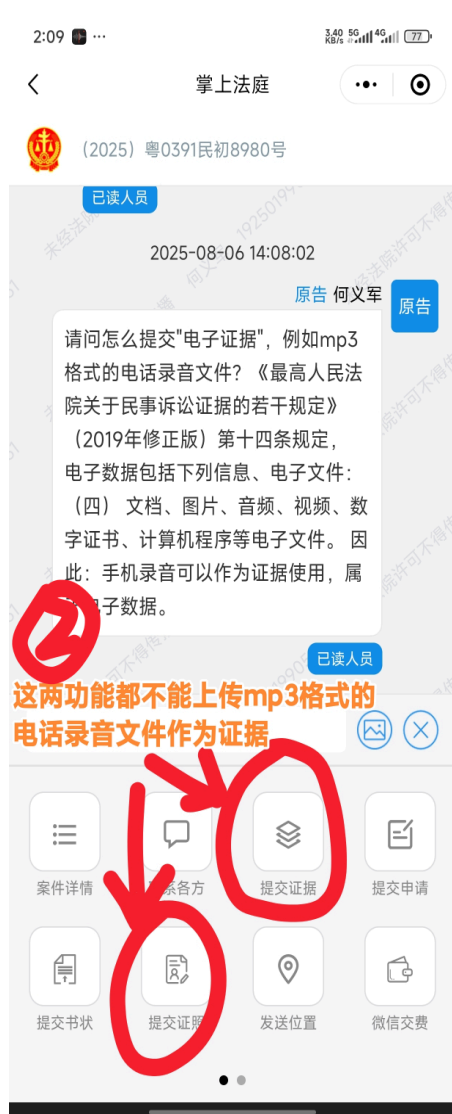 2:09 ···
3.40 KB/s 5G 4G 77
掌上法庭
（2025）粤0391民初8980号
已读人员
2025-08-06 14:08:02
原告 何义军
原告
请问怎么提交"电子证据"，例如mp3
格式的电话录音文件？《最高人民法
院关于民事诉讼证据的若干规定》
（2019年修正版）第十四条规定，
电子数据包括下列信息、电子文件：
（四） 文档、图片、音频、视频、数
字证书、计算机程序等电子文件。 因
此：手机录音可以作为证据使用，属
子数据。
已读人员
2
这两功能都不能上传mp3格式的
电话录音文件作为证据
案件详情
系各方
提交证据
提交申请
提交书状
提交证照
发送位置
微信交费